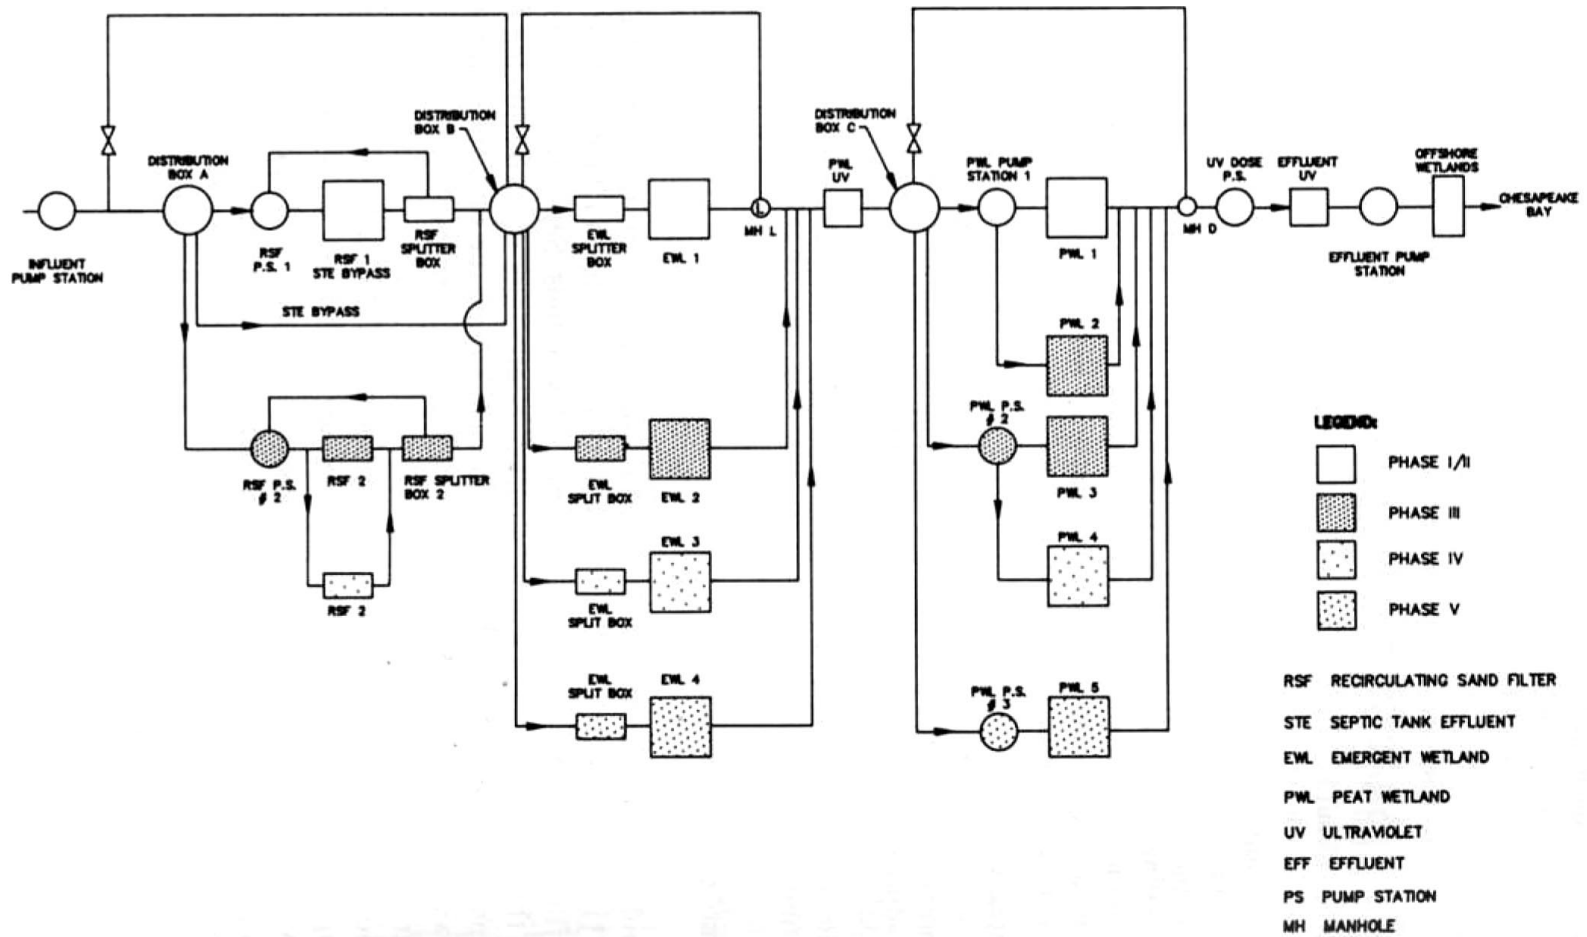 DISTRIBUTION
BOX A
DISTRIBUTION
BOX B
DISTRIBUTION
BOX C
PWL
UV
PWL PUMP
STATION 1
UV DOSE
P.S.
EFFLUENT
UV
OFFSHORE
WETLANDS
CHESAPEAKE
BAY
INFLUENT
PUMP STATION
RSF
P.S. 1
RSF 1
STE BYPASS
RSF
SPLITTER
BOX
EWL
SPLITTER
BOX
EWL 1
L
MH L
PWL 1
MH D
EFFLUENT PUMP
STATION
STE BYPASS
PWL 2
RSF P.S.
# 2
RSF 2
RSF SPLITTER
BOX 2
EWL
SPLIT BOX
EWL 2
PWL P.S.
# 2
PWL 3
RSF 2
EWL 3
EWL
SPLIT BOX
PWL 4
EWL
SPLIT BOX
EWL 4
PWL P.S.
# 3
PWL 5
LEGEND:
PHASE I/II
PHASE III
PHASE IV
PHASE V
RSF RECIRCULATING SAND FILTER
STE SEPTIC TANK EFFLUENT
EWL EMERGENT WETLAND
PWL PEAT WETLAND
UV ULTRAVIOLET
EFF EFFLUENT
PS PUMP STATION
MH MANHOLE